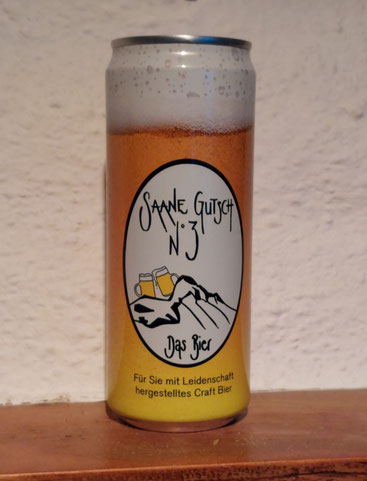 SAANE GUTSCH
N° 3
Das Bier
Für Sie mit Leidenschaft
hergestelltes Craft Bier